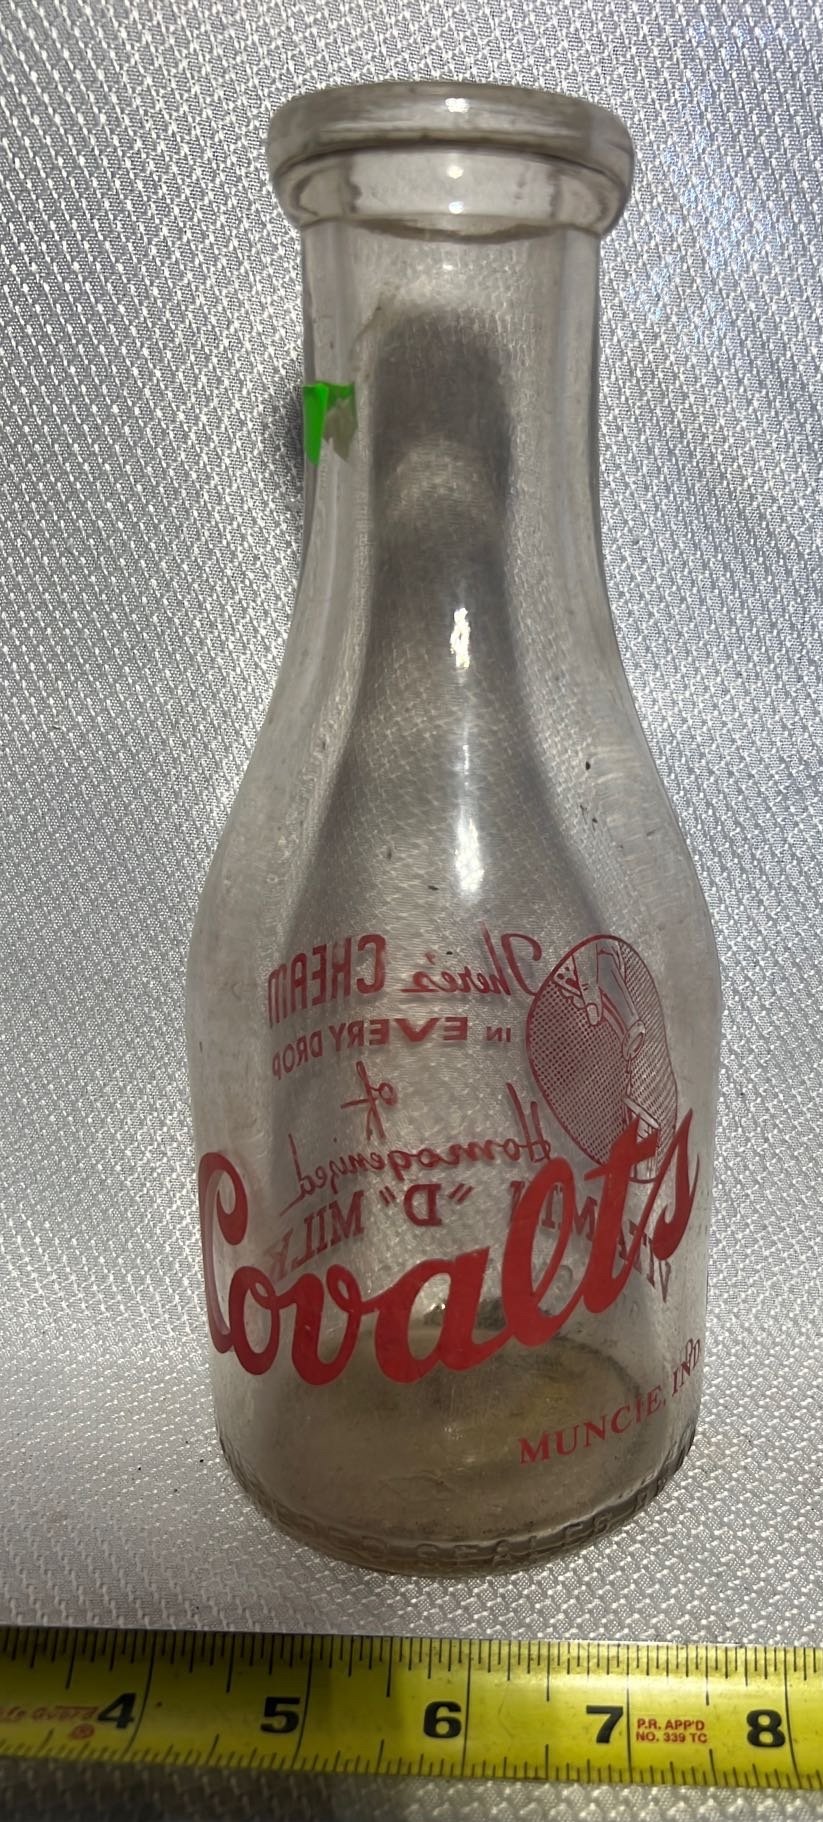 There's CREAM
IN EVERY DROP
of
Homogenized
VITAMIN "D" MILK
Covalts
MUNCIE, IND.
4 5 6 7 8
P.R. APP'D
NO. 339 TC